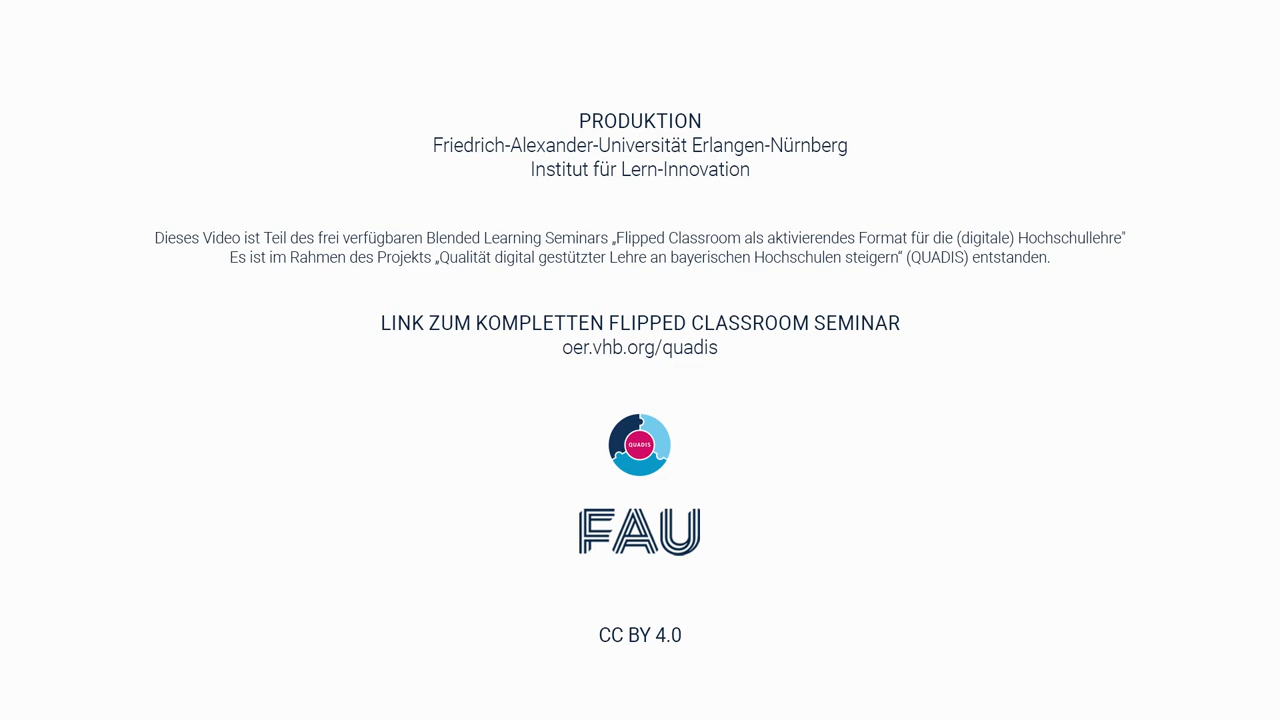 PRODUKTION
Friedrich-Alexander-Universität Erlangen-Nürnberg
Institut für Lern-Innovation
Dieses Video ist Teil des frei verfügbaren Blended Learning Seminars „Flipped Classroom als aktivierendes Format für die (digitale) Hochschullehre"
Es ist im Rahmen des Projekts „Qualität digital gestützter Lehre an bayerischen Hochschulen steigern“ (QUADIS) entstanden.
LINK ZUM KOMPLETTEN FLIPPED CLASSROOM SEMINAR
oer.vhb.org/quadis
QUADIS
FAU
CC BY 4.0